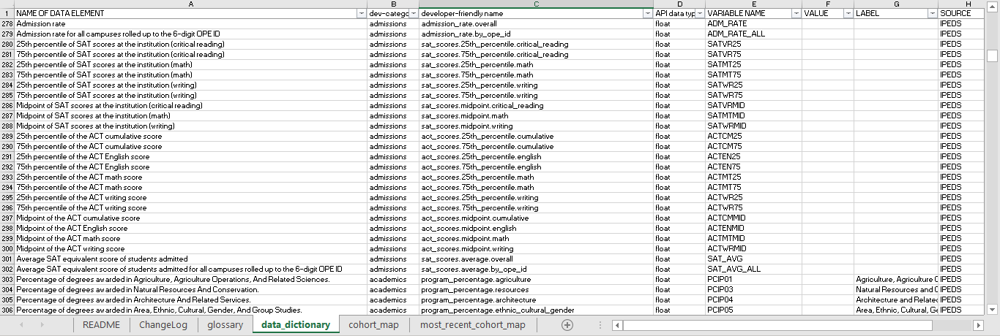 A B C D E F G H
1 NAME OF DATA ELEMENT dev-catego developer-friendly name API data typ VARIABLE NAME VALUE LABEL SOURCE
278 Admission rate admissions admission_rate.overall float ADM_RATE IPEDS
279 Admission rate for all campuses rolled up to the 6-digit OPE ID admissions admission_rate.by_ope_id float ADM_RATE_ALL IPEDS
280 25th percentile of SAT scores at the institution (critical reading) admissions sat_scores.25th_percentile.critical_reading float SATVR25 IPEDS
281 75th percentile of SAT scores at the institution (critical reading) admissions sat_scores.75th_percentile.critical_reading float SATVR75 IPEDS
282 25th percentile of SAT scores at the institution (math) admissions sat_scores.25th_percentile.math float SATMT25 IPEDS
283 75th percentile of SAT scores at the institution (math) admissions sat_scores.75th_percentile.math float SATMT75 IPEDS
284 25th percentile of SAT scores at the institution (writing) admissions sat_scores.25th_percentile.writing float SATWR25 IPEDS
285 75th percentile of SAT scores at the institution (writing) admissions sat_scores.75th_percentile.writing float SATWR75 IPEDS
286 Midpoint of SAT scores at the institution (critical reading) admissions sat_scores.midpoint.critical_reading float SATVRMID IPEDS
287 Midpoint of SAT scores at the institution (math) admissions sat_scores.midpoint.math float SATMTMID IPEDS
288 Midpoint of SAT scores at the institution (writing) admissions sat_scores.midpoint.writing float SATWRMID IPEDS
289 25th percentile of the ACT cumulative score admissions act_scores.25th_percentile.cumulative float ACTCM25 IPEDS
290 75th percentile of the ACT cumulative score admissions act_scores.75th_percentile.cumulative float ACTCM75 IPEDS
291 25th percentile of the ACT English score admissions act_scores.25th_percentile.english float ACTEN25 IPEDS
292 75th percentile of the ACT English score admissions act_scores.75th_percentile.english float ACTEN75 IPEDS
293 25th percentile of the ACT math score admissions act_scores.25th_percentile.math float ACTMT25 IPEDS
294 75th percentile of the ACT math score admissions act_scores.75th_percentile.math float ACTMT75 IPEDS
295 25th percentile of the ACT writing score admissions act_scores.25th_percentile.writing float ACTWR25 IPEDS
296 75th percentile of the ACT writing score admissions act_scores.75th_percentile.writing float ACTWR75 IPEDS
297 Midpoint of the ACT cumulative score admissions act_scores.midpoint.cumulative float ACTCMMID IPEDS
298 Midpoint of the ACT English score admissions act_scores.midpoint.english float ACTENMID IPEDS
299 Midpoint of the ACT math score admissions act_scores.midpoint.math float ACTMTMID IPEDS
300 Midpoint of the ACT writing score admissions act_scores.midpoint.writing float ACTWRMID IPEDS
301 Average SAT equivalent score of students admitted admissions sat_scores.average.overall float SAT_AVG IPEDS
302 Average SAT equivalent score of students admitted for all campuses rolled up to the 6-digit OPE ID admissions sat_scores.average.by_ope_id float SAT_AVG_ALL IPEDS
303 Percentage of degrees awarded in Agriculture, Agriculture Operations, And Related Sciences. academics program_percentage.agriculture float PCIP01 Agriculture, Agriculture O IPEDS
304 Percentage of degrees awarded in Natural Resources And Conservation. academics program_percentage.resources float PCIP03 Natural Resources and C IPEDS
305 Percentage of degrees awarded in Architecture And Related Services. academics program_percentage.architecture float PCIP04 Architecture and Relate IPEDS
306 Percentage of degrees awarded in Area, Ethnic, Cultural, Gender, And Group Studies. academics program_percentage.ethnic_cultural_gender float PCIP05 Area, Ethnic, Cultural, Ge IPEDS
README ChangeLog glossary data_dictionary cohort_map most_recent_cohort_map